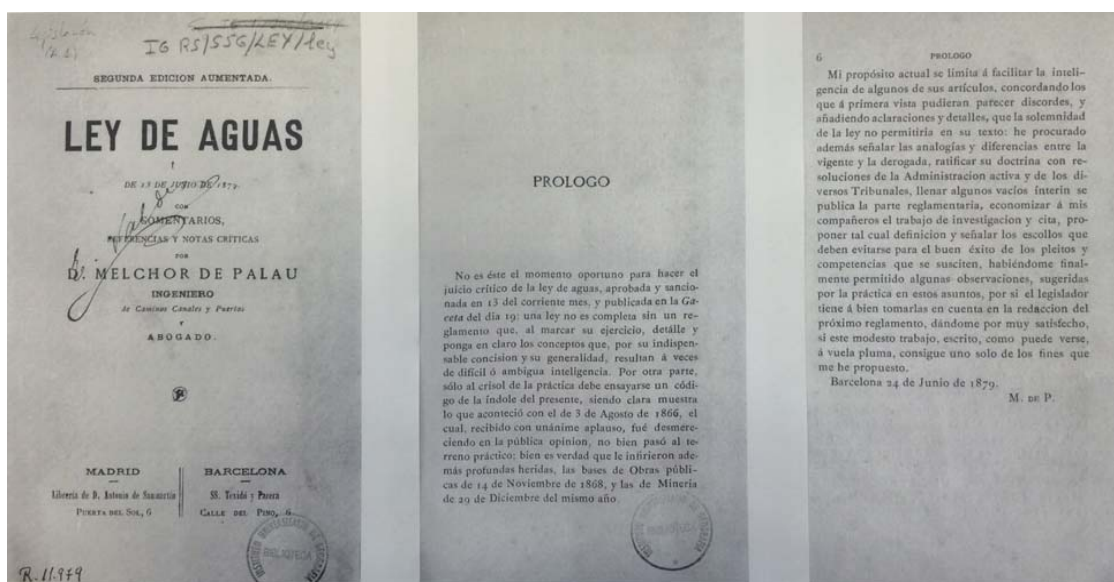 IG RS/SSG/LEY/ley
SEGUNDA EDICION AUMENTADA.
LEY DE AGUAS
DE 13 DE JUNIO DE 1879
CON
COMENTARIOS,
REFERENCIAS Y NOTAS CRÍTICAS
POR
D. MELCHOR DE PALAU
INGENIERO
de Caminos Canales y Puertos
Y
ABOGADO.
MADRID
Librería de D. Antonio de Sanmartin
PUERTA DEL SOL, 6
BARCELONA
SS. Texidó y Parera
CALLE DEL PINO, 6
BIBLIOTECA
R. 11.979
PROLOGO
No es éste el momento oportuno para hacer el
juicio crítico de la ley de aguas, aprobada y sancio-
nada en 13 del corriente mes, y publicada en la Ga-
ceta del dia 19: una ley no es completa sin un re-
glamento que, al marcar su ejercicio, detálle y
ponga en claro los conceptos que, por su indispen-
sable concision y su generalidad, resultan á veces
de difícil ó ambigua inteligencia. Por otra parte,
sólo al crisol de la práctica debe ensayarse un códi-
go de la índole del presente, siendo clara muestra
lo que aconteció con el de 3 de Agosto de 1866, el
cual, recibido con unánime aplauso, fué desmere-
ciendo en la pública opinion, no bien pasó al te-
rreno práctico; bien es verdad que le infirieron ade-
más profundas heridas, las bases de Obras públi-
cas de 14 de Noviembre de 1868, y las de Minería
de 29 de Diciembre del mismo año.
BIBLIOTECA
6 PROLOGO
Mi propósito actual se limita á facilitar la inteli-
gencia de algunos de sus artículos, concordando los
que á primera vista pudieran parecer discordes, y
añadiendo aclaraciones y detalles, que la solemnidad
de la ley no permitiria en su texto: he procurado
además señalar las analogías y diferencias entre la
vigente y la derogada, ratificar su doctrina con re-
soluciones de la Administracion activa y de los di-
versos Tribunales, llenar algunos vacíos ínterin se
publica la parte reglamentaria, economizar á mis
compañeros el trabajo de investigacion y cita, pro-
poner tal cual definicion y señalar los escollos que
deben evitarse para el buen éxito de los pleitos y
competencias que se susciten, habiéndome final-
mente permitido algunas observaciones, sugeridas
por la práctica en estos asuntos, por si el legislador
tiene á bien tomarlas en cuenta en la redaccion del
próximo reglamento, dándome por muy satisfecho,
si este modesto trabajo, escrito, como puede verse,
á vuela pluma, consigue uno solo de los fines que
me he propuesto.
Barcelona 24 de Junio de 1879.
M. DE P.